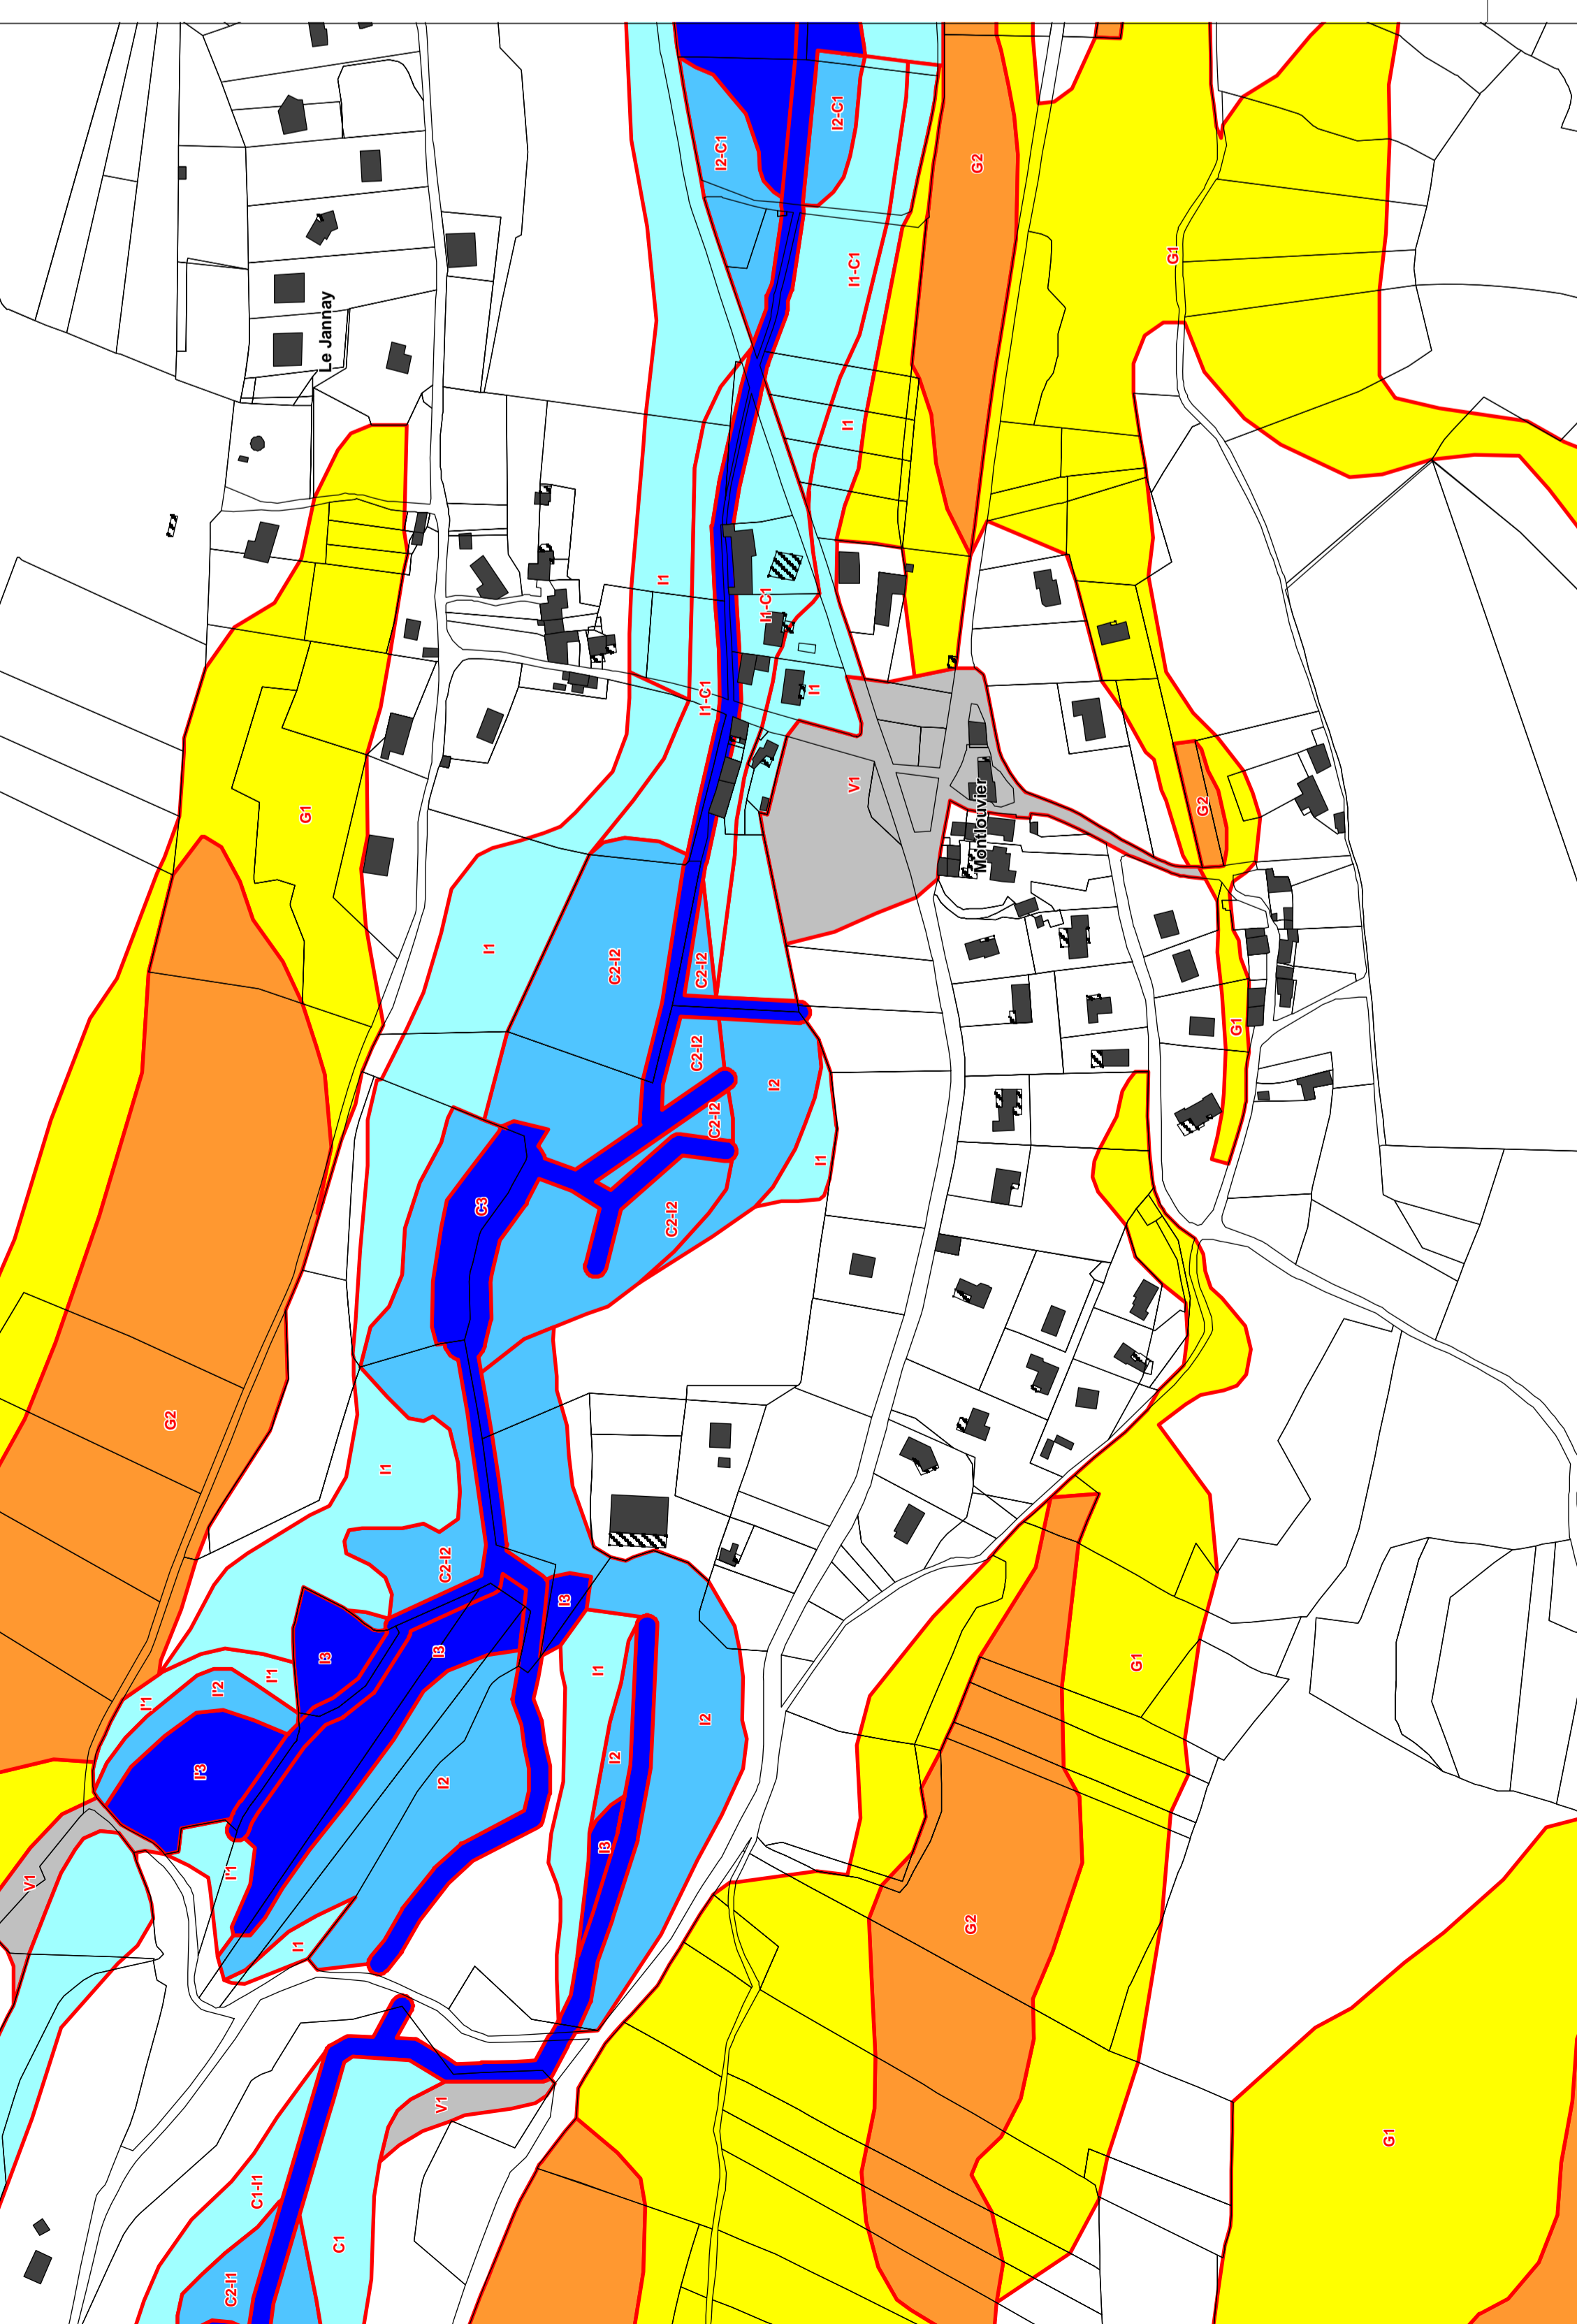 I2-C1
I2-C1
G2
G1
I1-C1
Le Jannay
I1
I1
I1-C1
I1
I1-C1
V1
G2
Montlouvier
G1
I1
C2-I2
C2-I2
G1
C2-I2
I2
C2-I2
I1
C3
C2-I2
G2
I1
C2-I2
I3
I3
I3
I1
G1
I'1
I'2
I'1
I2
I'3
I2
I2
I3
V1
I'1
G2
I1
V1
G1
C1-I1
C1
C2-I1